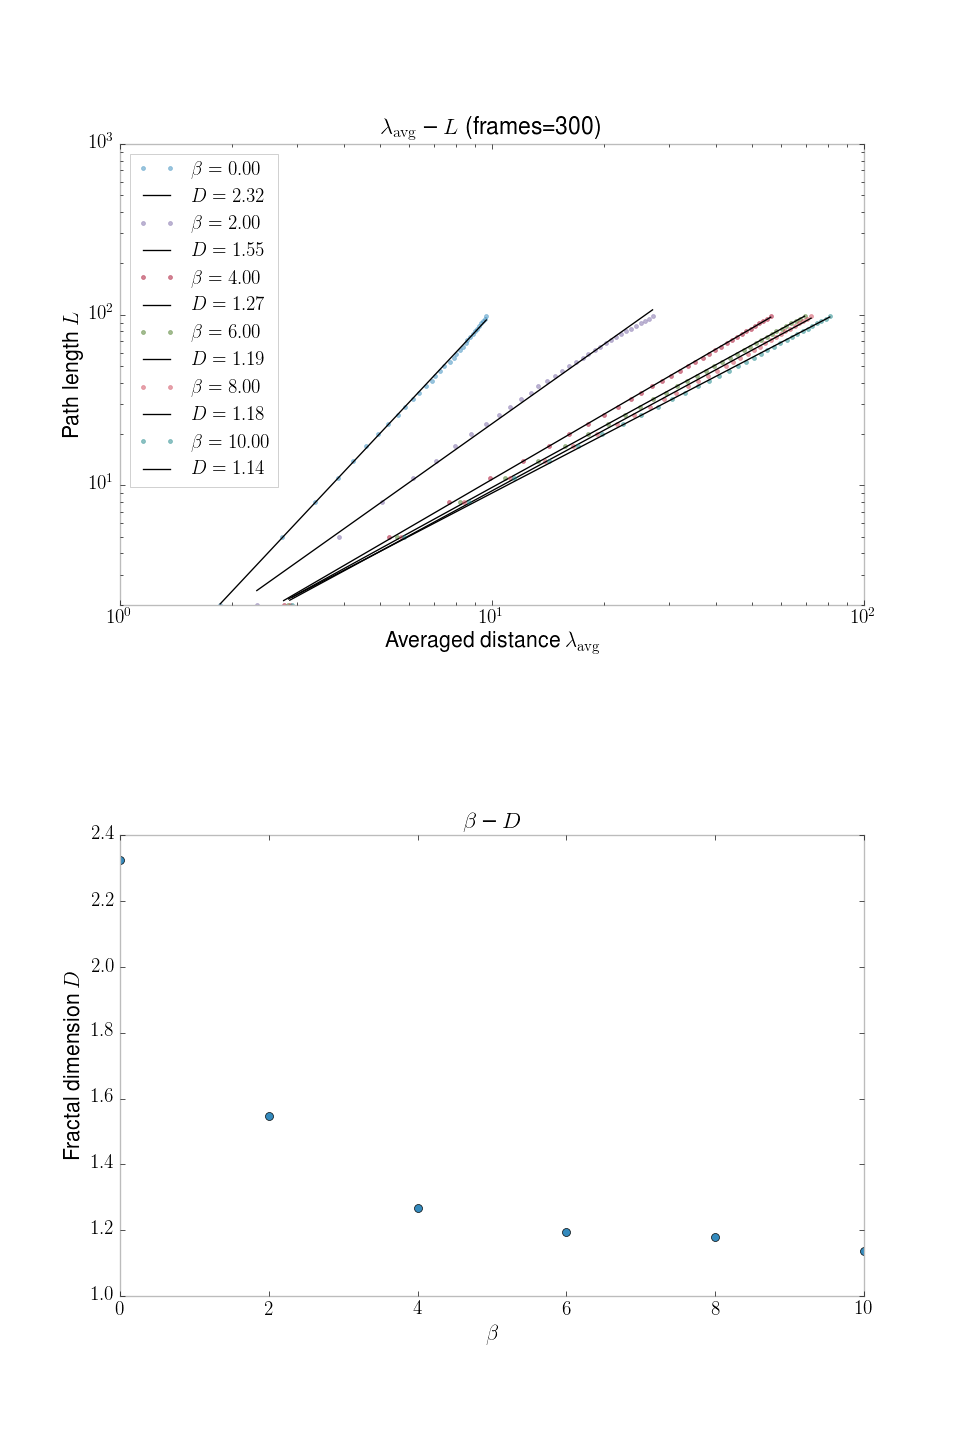 λavg − L (frames=300)
10³
10²
10¹
Path length L
β = 0.00
D = 2.32
β = 2.00
D = 1.55
β = 4.00
D = 1.27
β = 6.00
D = 1.19
β = 8.00
D = 1.18
β = 10.00
D = 1.14
10⁰ 10¹ 10²
Averaged distance λavg
β − D
2.4
2.2
2.0
1.8
1.6
1.4
1.2
1.0
Fractal dimension D
0 2 4 6 8 10
β